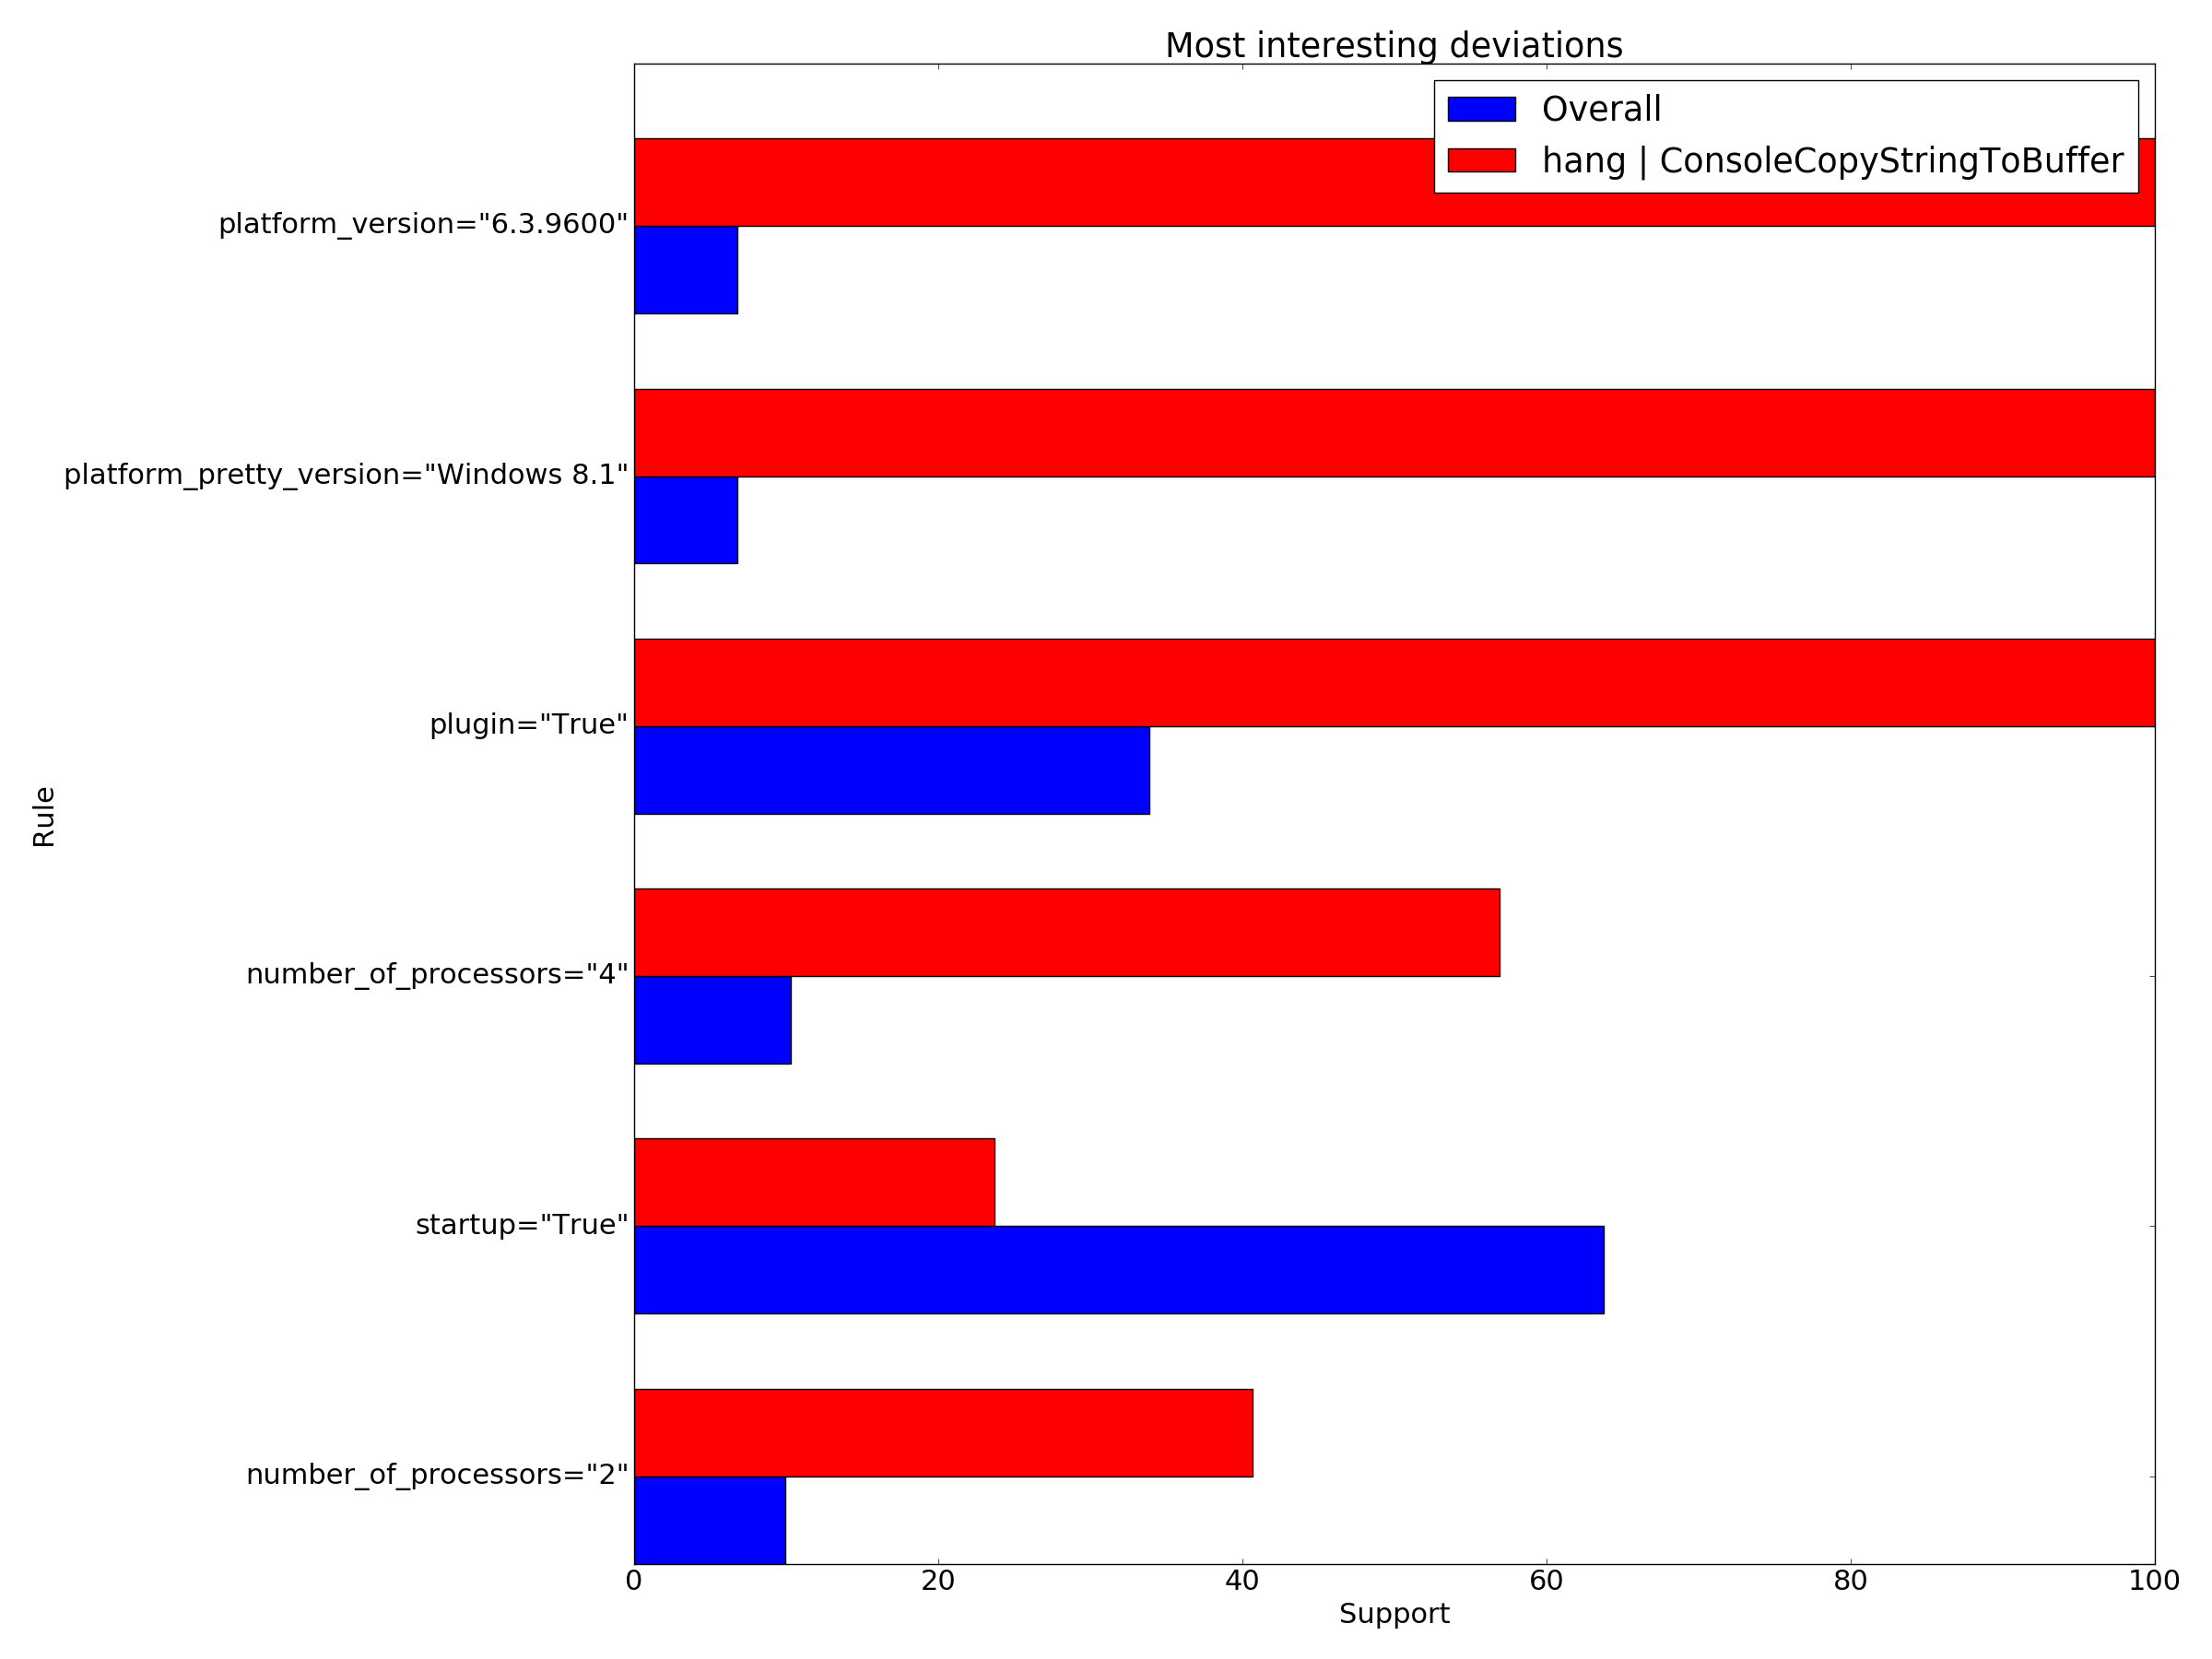 Most interesting deviations
Overall
hang | ConsoleCopyStringToBuffer
platform_version="6.3.9600"
platform_pretty_version="Windows 8.1"
plugin="True"
Rule
number_of_processors="4"
startup="True"
number_of_processors="2"
0 20 40 60 80 100
Support